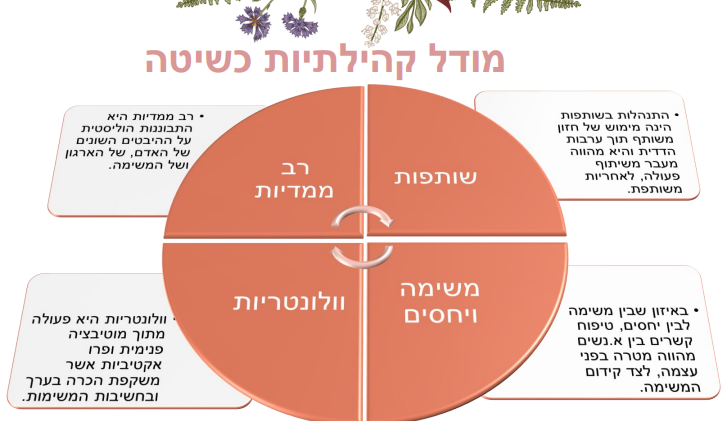 מודל קהילתיות כשיטה
• התנהלות בשותפות
הינה מימוש של חזון
משותף תוך ערבות
הדדית והיא מהווה
מעבר משיתוף
פעולה, לאחריות
משותפת.
שותפות
רב
ממדיות
• רב ממדיות היא
התבוננות הוליסטית
על ההיבטים השונים
של האדם, של הארגון
ושל המשימה.
משימה
ויחסים
• באיזון שבין משימה
לבין יחסים, טיפוח
קשרים בין א.נשים
מהווה מטרה בפני
עצמה, לצד קידום
המשימה.
וולונטריות
• וולונטריות היא פעולה
מתוך מוטיבציה
פנימית ופרו
אקטיביות אשר
משקפת הכרה בערך
ובחשיבות המשימות.